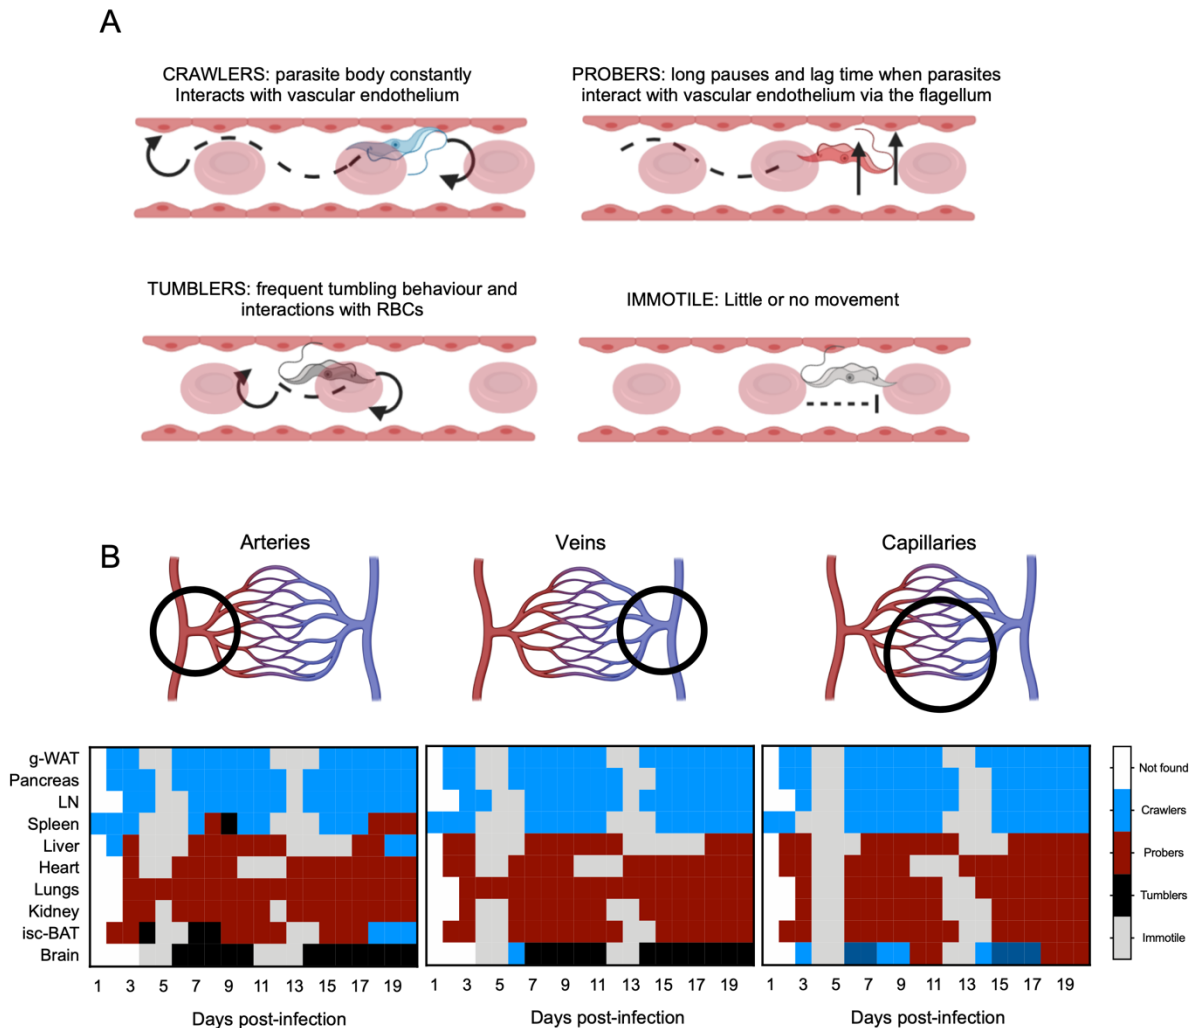 A
CRAWLERS: parasite body constantly
Interacts with vascular endothelium
PROBERS: long pauses and lag time when parasites
interact with vascular endothelium via the flagellum
TUMBLERS: frequent tumbling behaviour and
interactions with RBCs
IMMOTILE: Little or no movement
B
Arteries
Veins
Capillaries
g-WAT
Pancreas
LN
Spleen
Liver
Heart
Lungs
Kidney
isc-BAT
Brain
1 3 5 7 9 11 13 15 17 19
1 3 5 7 9 11 13 15 17 19
1 3 5 7 9 11 13 15 17 19
Days post-infection
Days post-infection
Days post-infection
Not found
Crawlers
Probers
Tumblers
Immotile